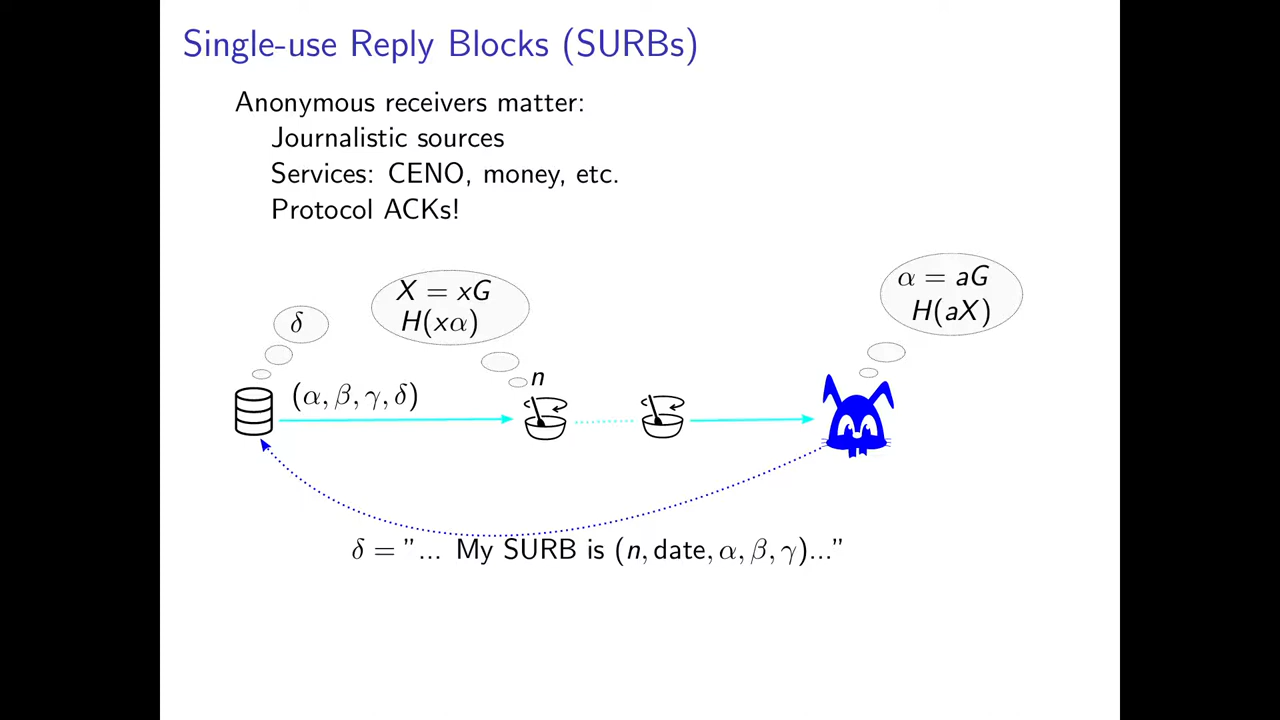 Single-use Reply Blocks (SURBs)
Anonymous receivers matter:
Journalistic sources
Services: CENO, money, etc.
Protocol ACKs!
α = aG
H(aX)
X = xG
H(xα)
δ
n
(α, β, γ, δ)
δ = "... My SURB is (n, date, α, β, γ)..."